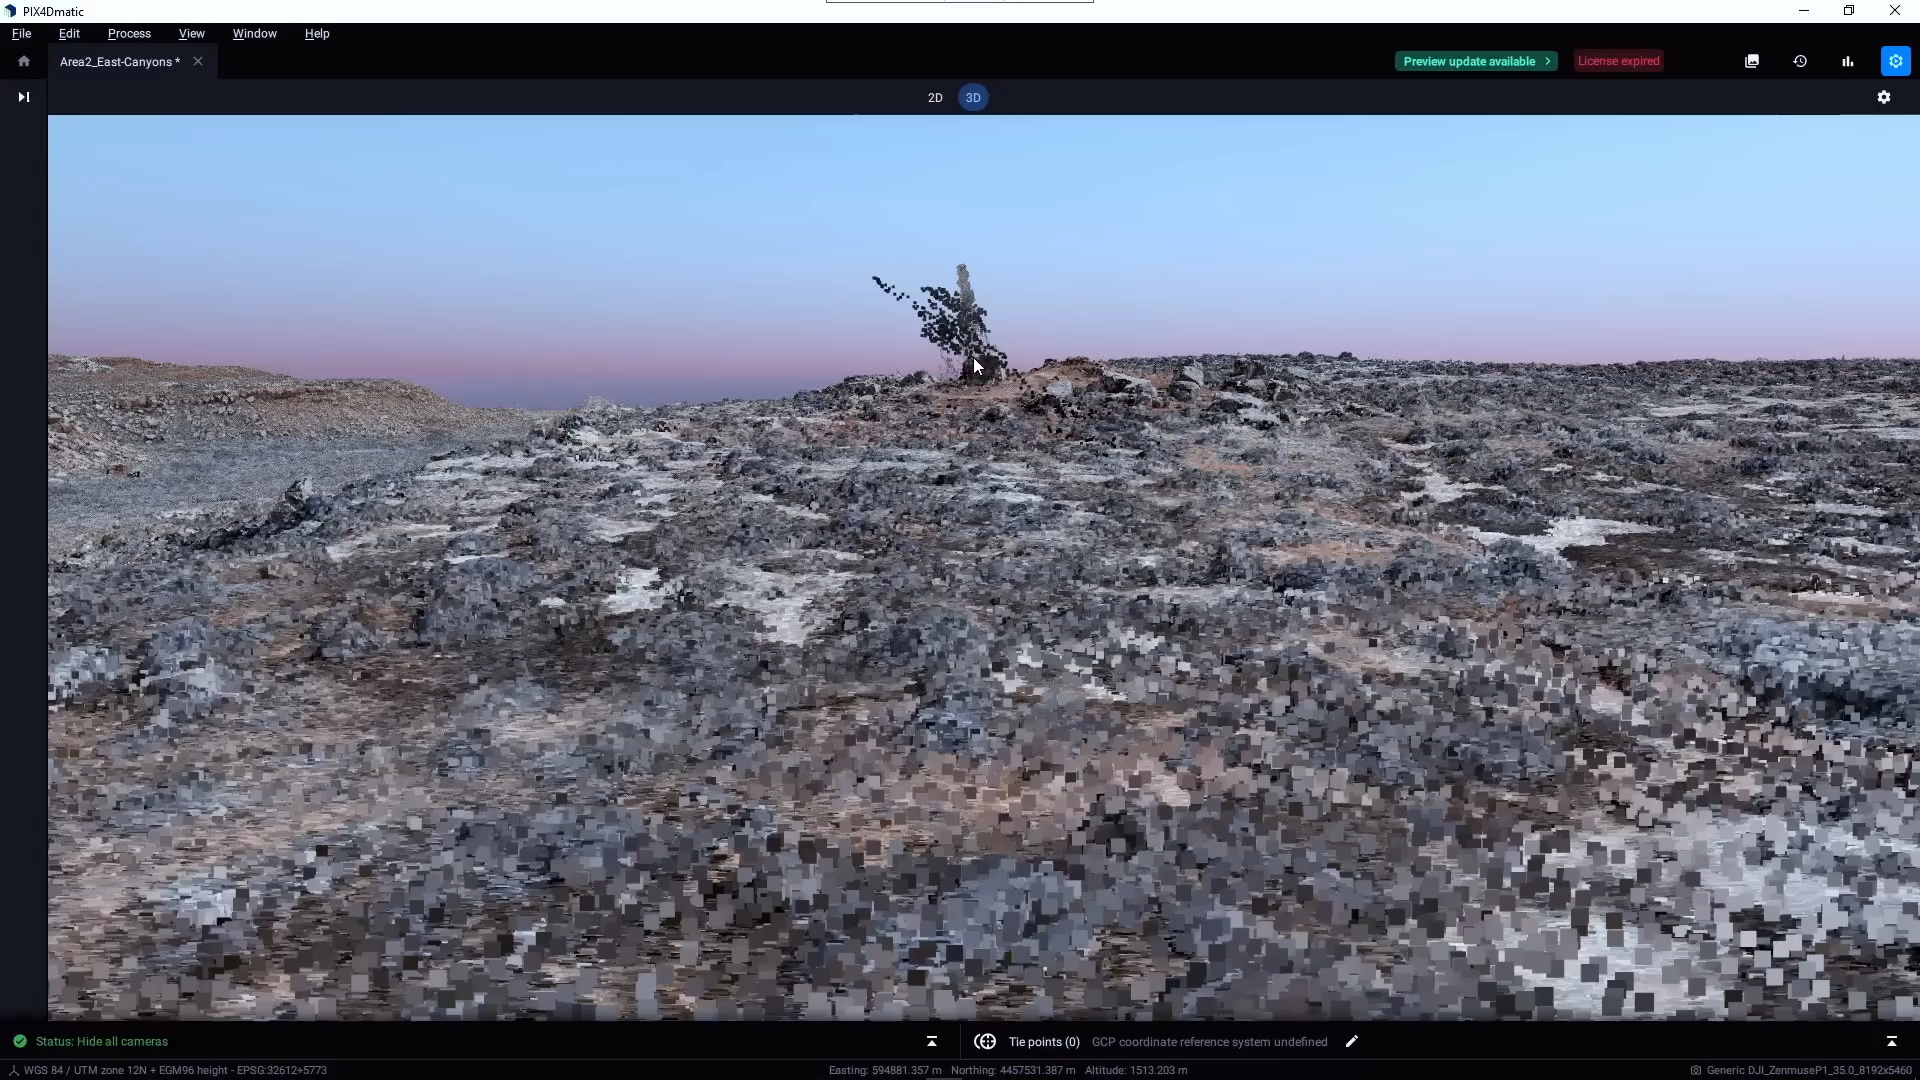 PIX4Dmatic
File Edit Process View Window Help
Area2_East-Canyons *
Preview update available
License expired
2D 3D
Status: Hide all cameras
Tie points (0) GCP coordinate reference system undefined
WGS 84 / UTM zone 12N + EGM96 height - EPSG:32612+5773
Easting: 594881.357 m Northing: 4457531.387 m Altitude: 1513.203 m
Generic DJI_ZenmuseP1_35.0_8192x5460